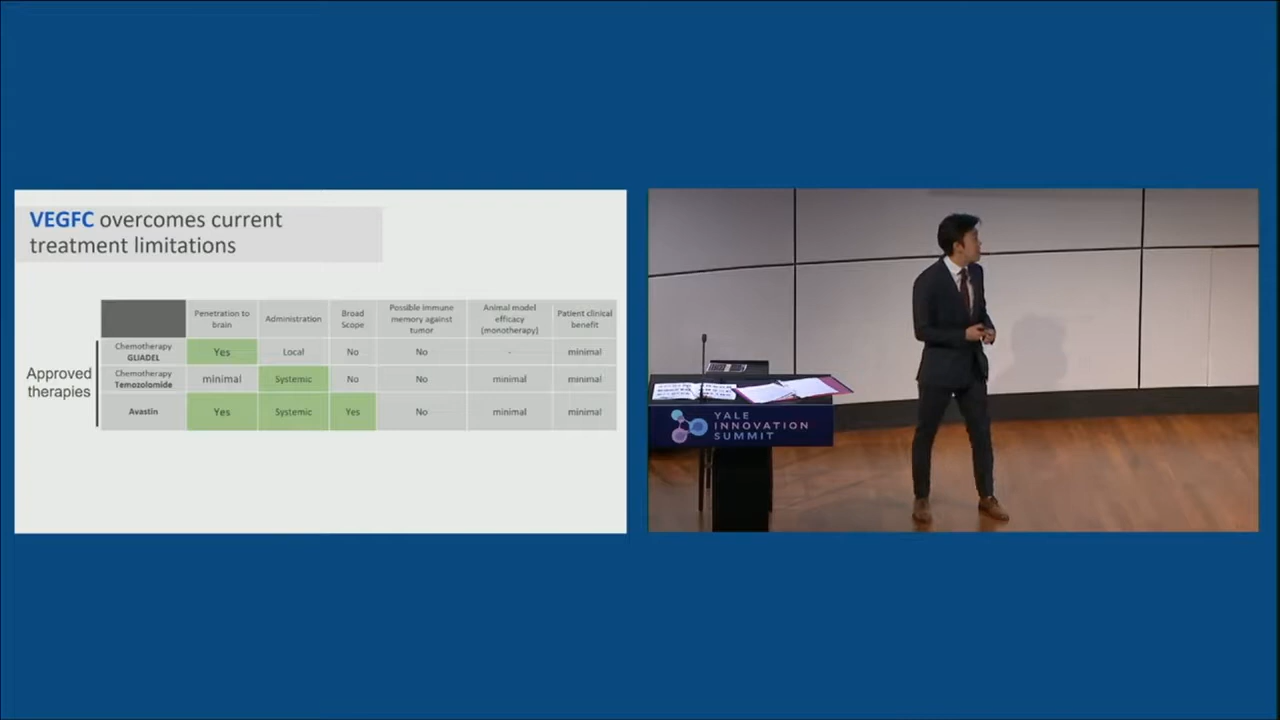 VEGFC overcomes current
treatment limitations
Penetration to
brain
Administration
Broad
Scope
Possible immune
memory against
tumor
Animal model
efficacy
(monotherapy)
Patient clinical
benefit
Approved
therapies
Chemotherapy
GLIADEL
Yes
Local
No
No
-
minimal
Chemotherapy
Temozolomide
minimal
Systemic
No
No
minimal
minimal
Avastin
Yes
Systemic
Yes
No
minimal
minimal
YALE
INNOVATION
SUMMIT